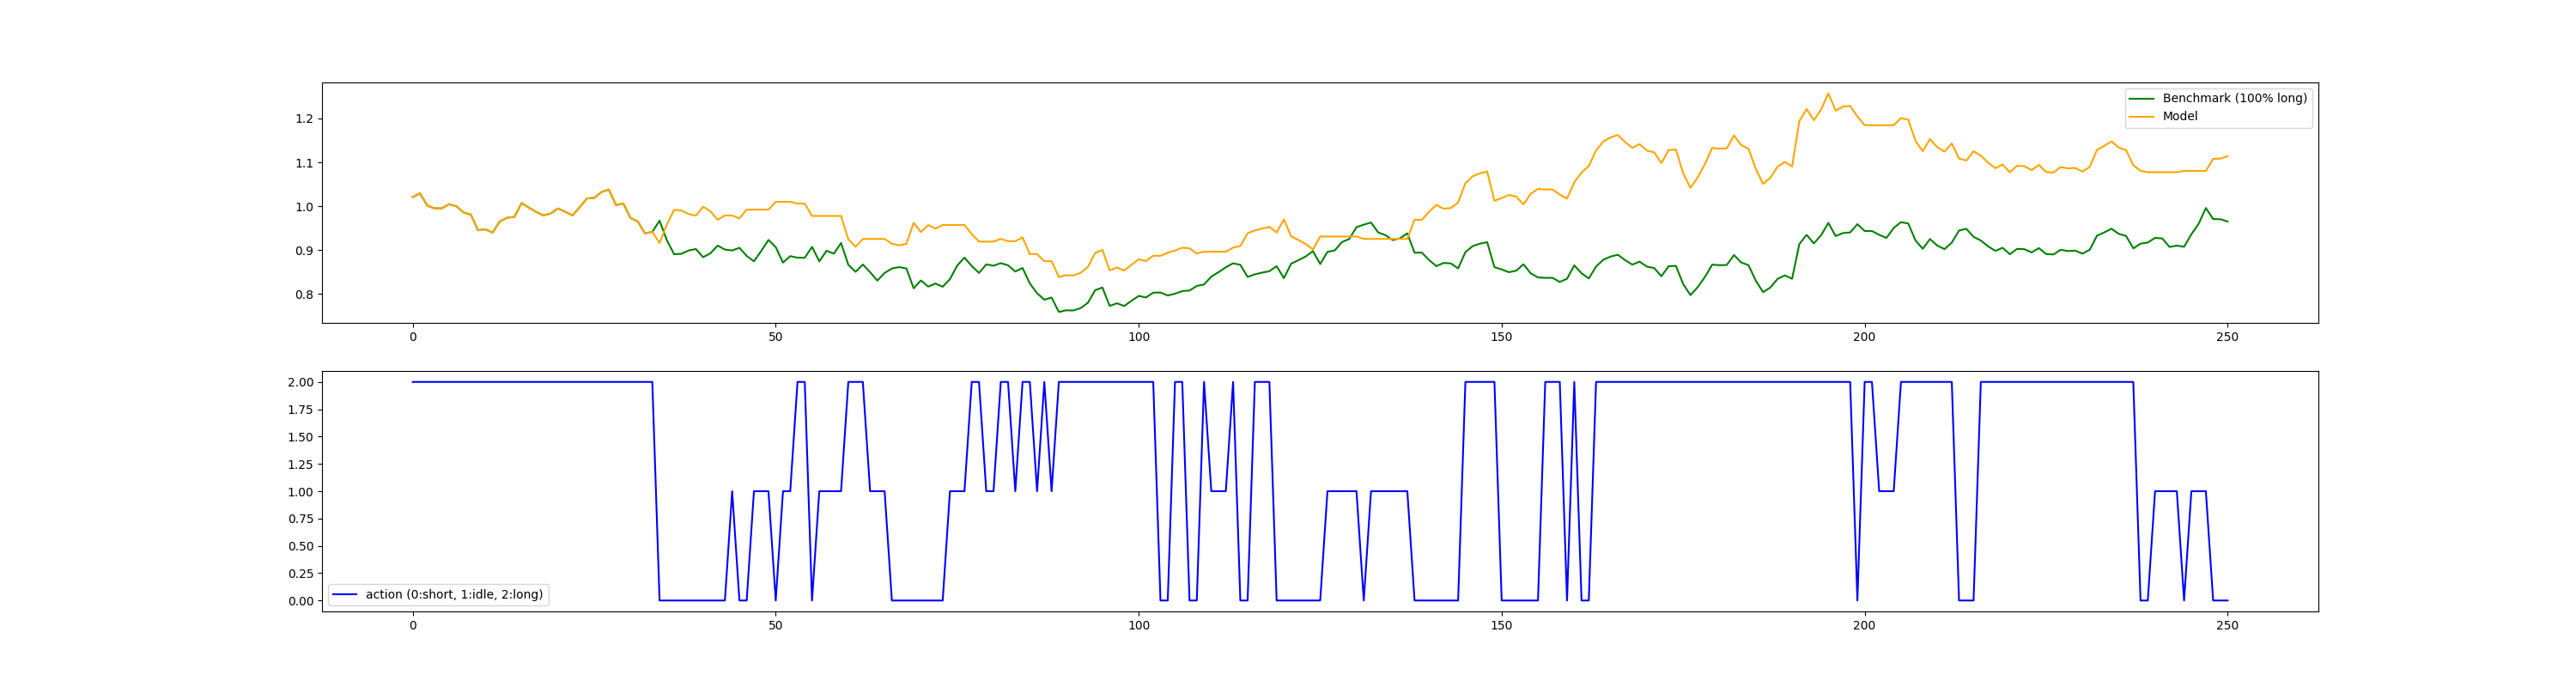 Benchmark (100% long)
Model
1.2
1.1
1.0
0.9
0.8
0 50 100 150 200 250
2.00
1.75
1.50
1.25
1.00
0.75
0.50
0.25
0.00
action (0:short, 1:idle, 2:long)
0 50 100 150 200 250